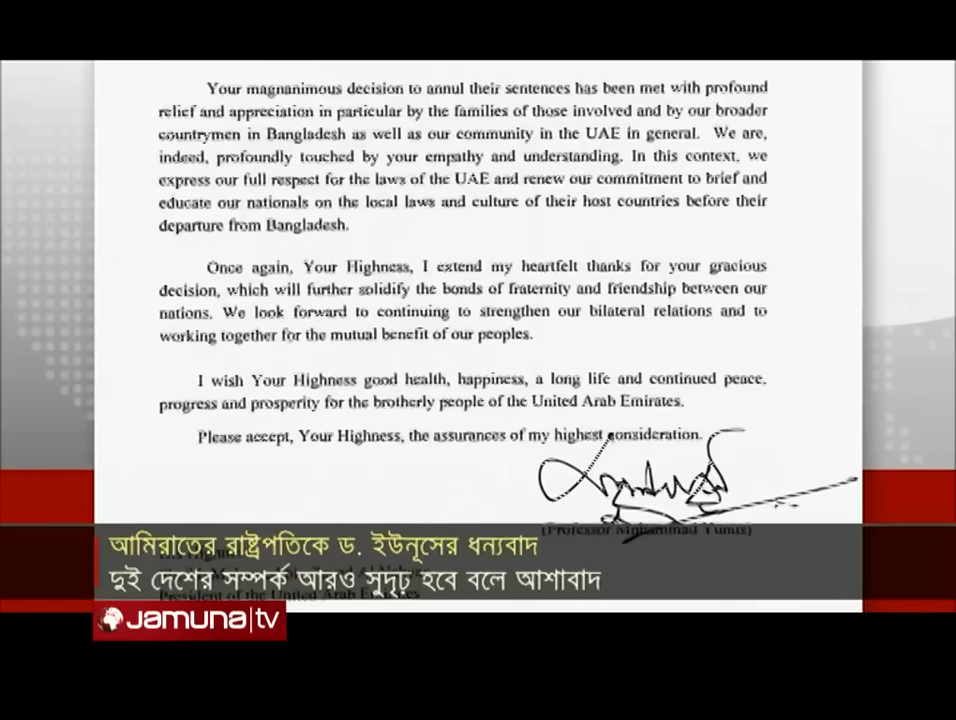 Your magnanimous decision to annul their sentences has been met with profound
relief and appreciation in particular by the families of those involved and by our broader
countrymen in Bangladesh as well as our community in the UAE in general. We are,
indeed, profoundly touched by your empathy and understanding. In this context, we
express our full respect for the laws of the UAE and renew our commitment to brief and
educate our nationals on the local laws and culture of their host countries before their
departure from Bangladesh.
Once again, Your Highness, I extend my heartfelt thanks for your gracious
decision, which will further solidify the bonds of fraternity and friendship between our
nations. We look forward to continuing to strengthen our bilateral relations and to
working together for the mutual benefit of our peoples.
I wish Your Highness good health, happiness, a long life and continued peace,
progress and prosperity for the brotherly people of the United Arab Emirates.
Please accept, Your Highness, the assurances of my highest consideration.
(Professor Muhammad Yunus)
আমিরাতের রাষ্ট্রপতিকে ড. ইউনূসের ধন্যবাদ
দুই দেশের সম্পর্ক আরও সুদৃঢ় হবে বলে আশাবাদ
President of the United Arab Emirates
Jamuna|tv